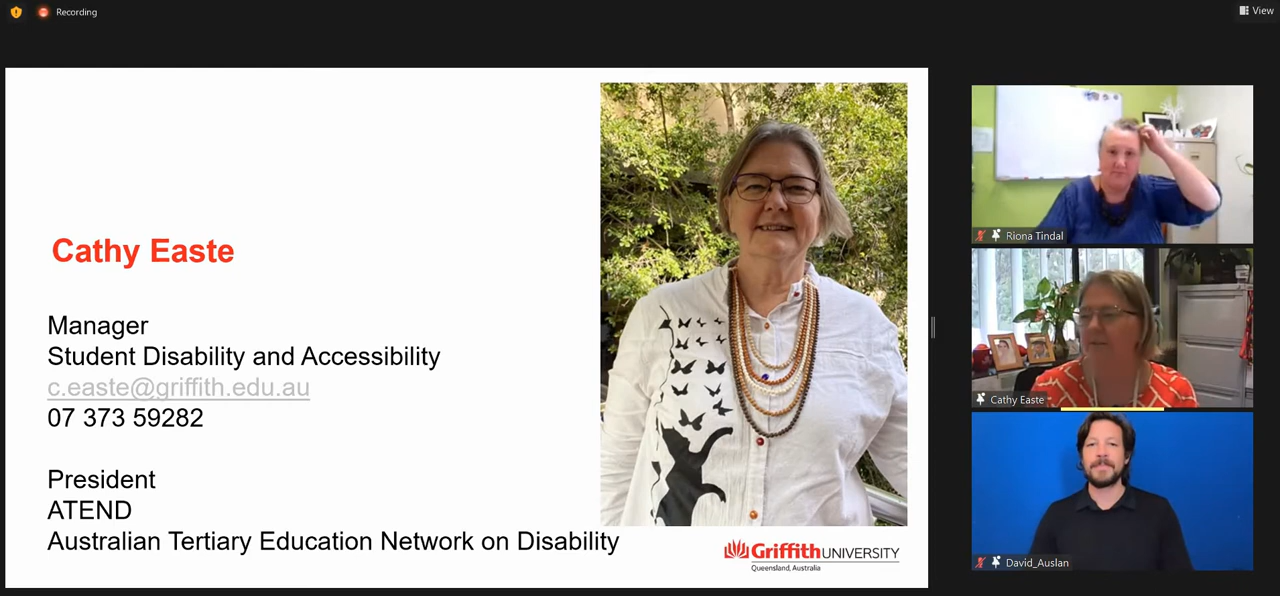 Recording
View
Cathy Easte
Manager
Student Disability and Accessibility
c.easte@griffith.edu.au
07 373 59282
President
ATEND
Australian Tertiary Education Network on Disability
Griffith UNIVERSITY
Queensland, Australia
Riona Tindal
Cathy Easte
David_Auslan